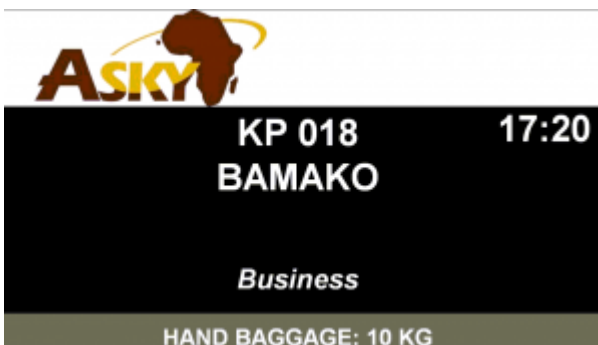 ASKY
KP 018 17:20
BAMAKO
Business
HAND BAGGAGE: 10 KG